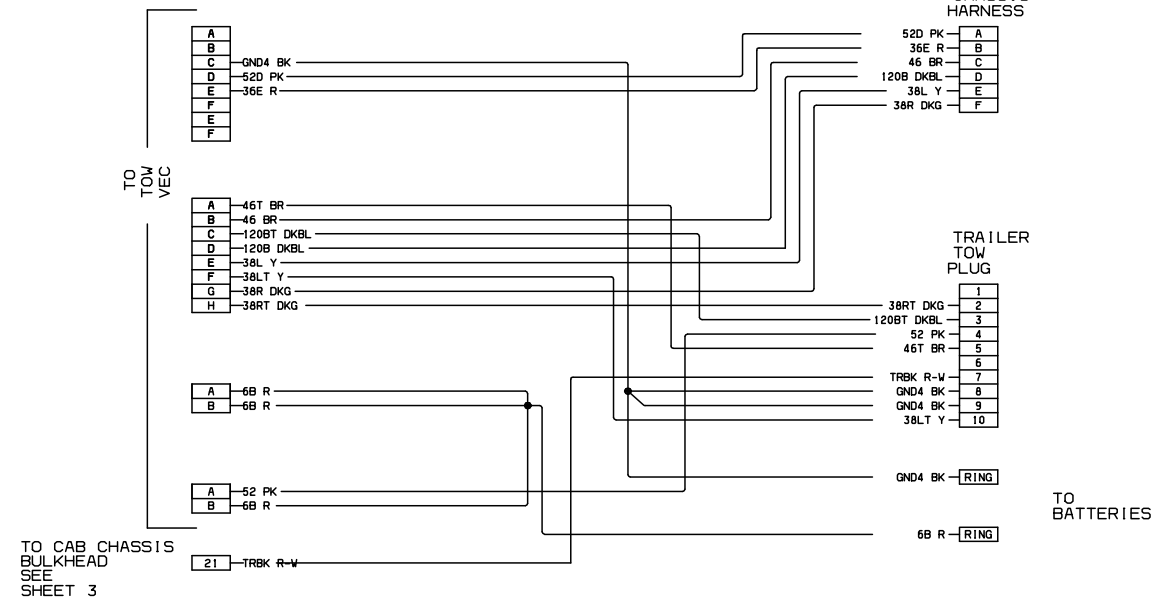 HARNESS
A
B
C GND4 BK
D 52D PK
E 36E R
F
E
F
52D PK A
36E R B
46 BR C
120B DKBL D
38L Y E
38R DKG F
TO
TOW
VEC
A 46T BR
B 46 BR
C 120BT DKBL
D 120B DKBL
E 38L Y
F 38LT Y
G 38R DKG
H 38RT DKG
TRAILER
TOW
PLUG
1
38RT DKG 2
120BT DKBL 3
52 PK 4
46T BR 5
6
TRBK R-W 7
GND4 BK 8
GND4 BK 9
38LT Y 10
A 6B R
B 6B R
A 52 PK
B 6B R
GND4 BK RING
6B R RING
TO
BATTERIES
TO CAB CHASSIS
BULKHEAD
SEE
SHEET 3
21 TRBK R-W